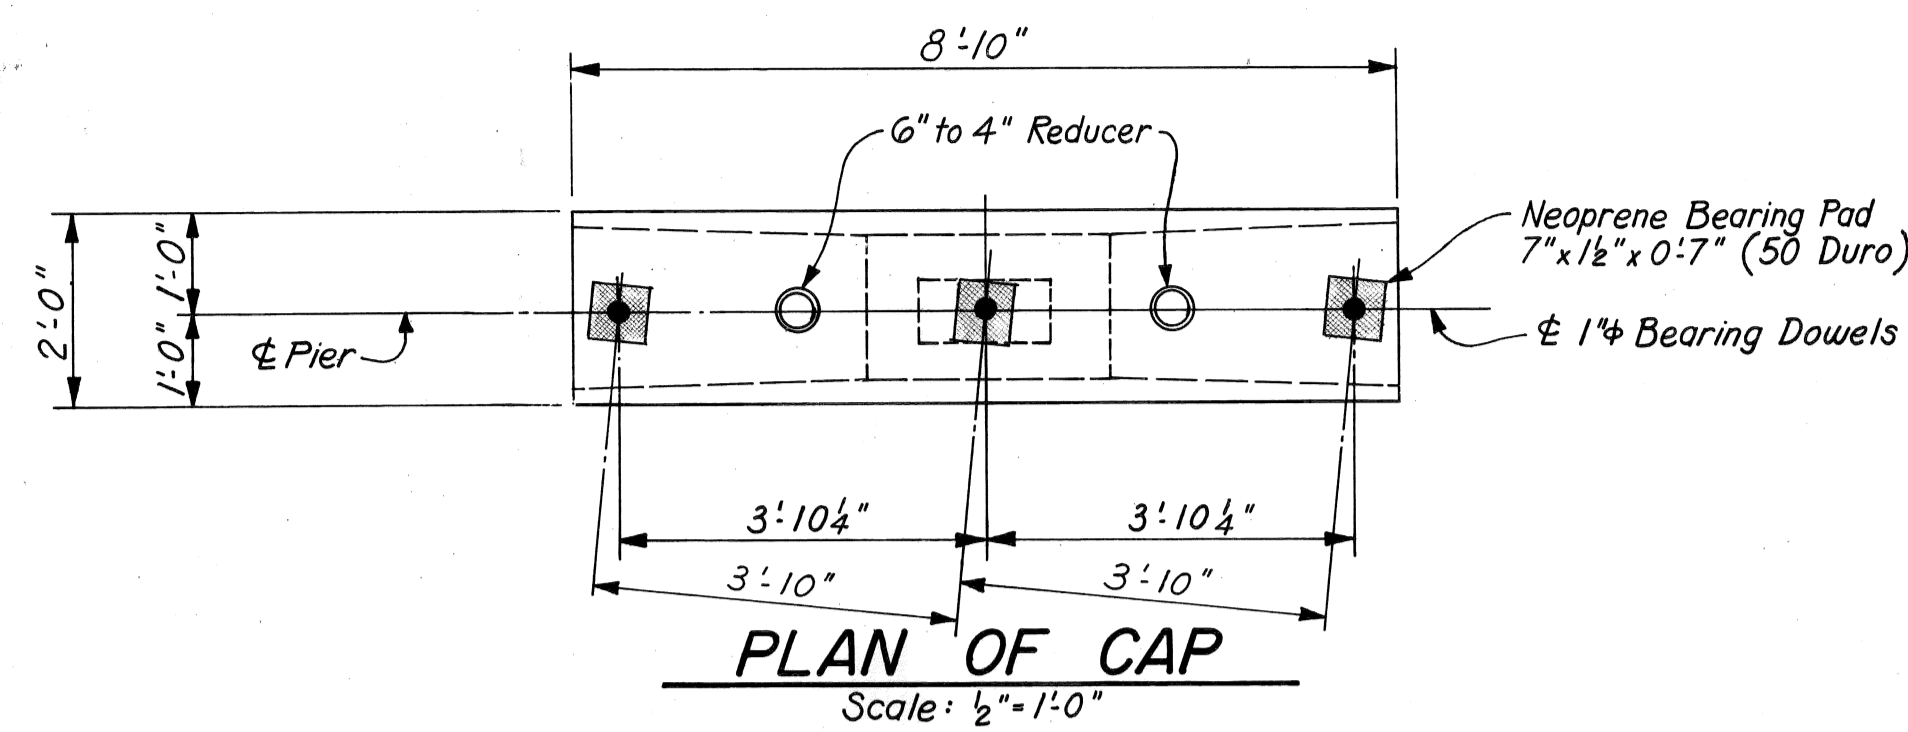 8'-10"
6" to 4" Reducer
Neoprene Bearing Pad
7" x 1½" x 0'-7" (50 Duro)
2'-0"
1'-0"
1'-0"
℄ Pier
℄ 1"ϕ Bearing Dowels
3'-10¼"
3'-10¼"
3'-10"
3'-10"
PLAN OF CAP
Scale: ½" = 1'-0"